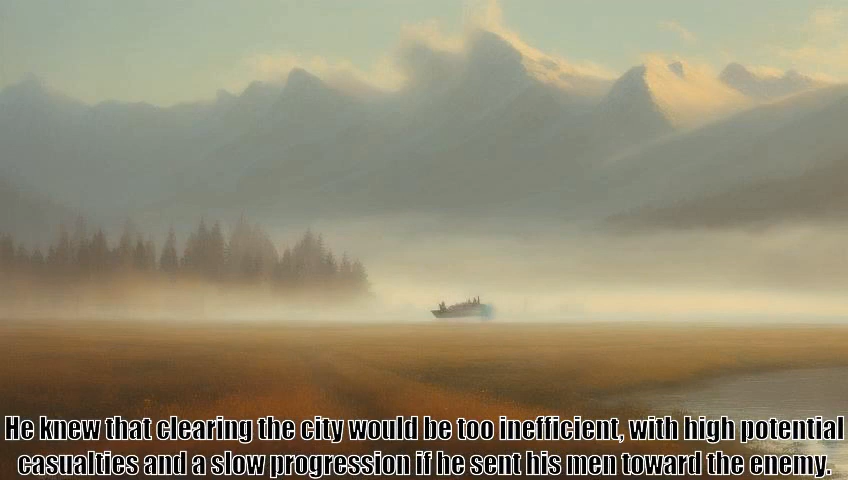 He knew that clearing the city would be too inefficient, with high potential
casualties and a slow progression if he sent his men toward the enemy.